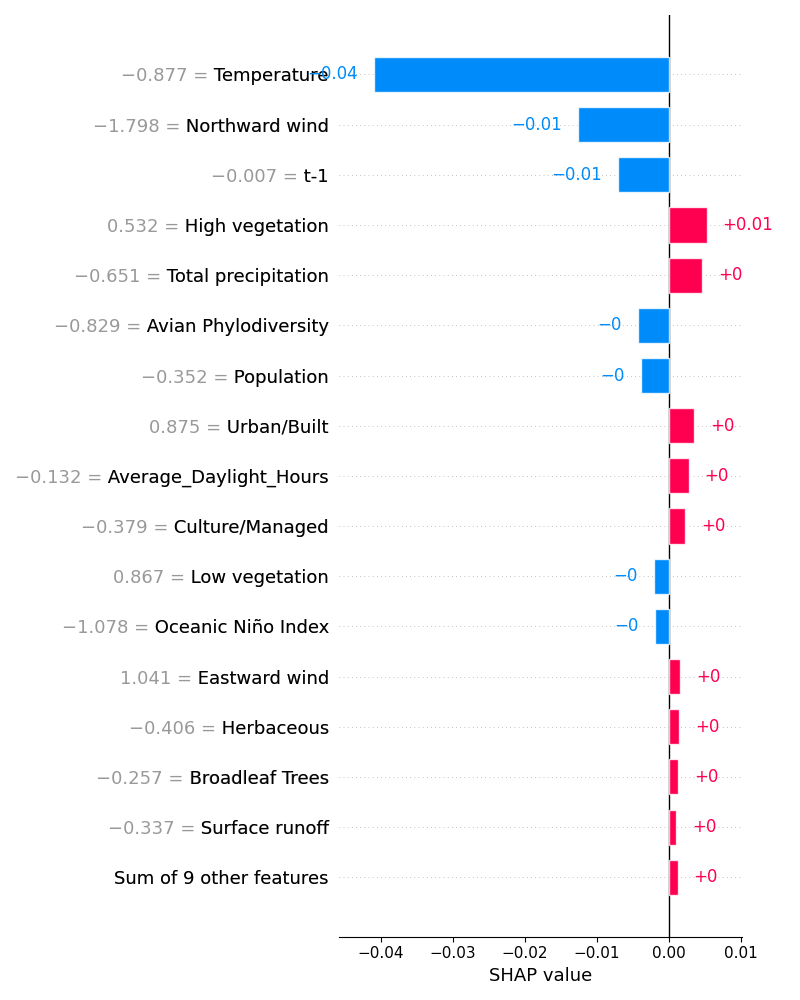 −0.877 = Temperature −0.04
−1.798 = Northward wind −0.01
−0.007 = t-1 −0.01
0.532 = High vegetation +0.01
−0.651 = Total precipitation +0
−0.829 = Avian Phylodiversity −0
−0.352 = Population −0
0.875 = Urban/Built +0
−0.132 = Average_Daylight_Hours +0
−0.379 = Culture/Managed +0
0.867 = Low vegetation −0
−1.078 = Oceanic Niño Index −0
1.041 = Eastward wind +0
−0.406 = Herbaceous +0
−0.257 = Broadleaf Trees +0
−0.337 = Surface runoff +0
Sum of 9 other features +0
−0.04 −0.03 −0.02 −0.01 0.00 0.01
SHAP value